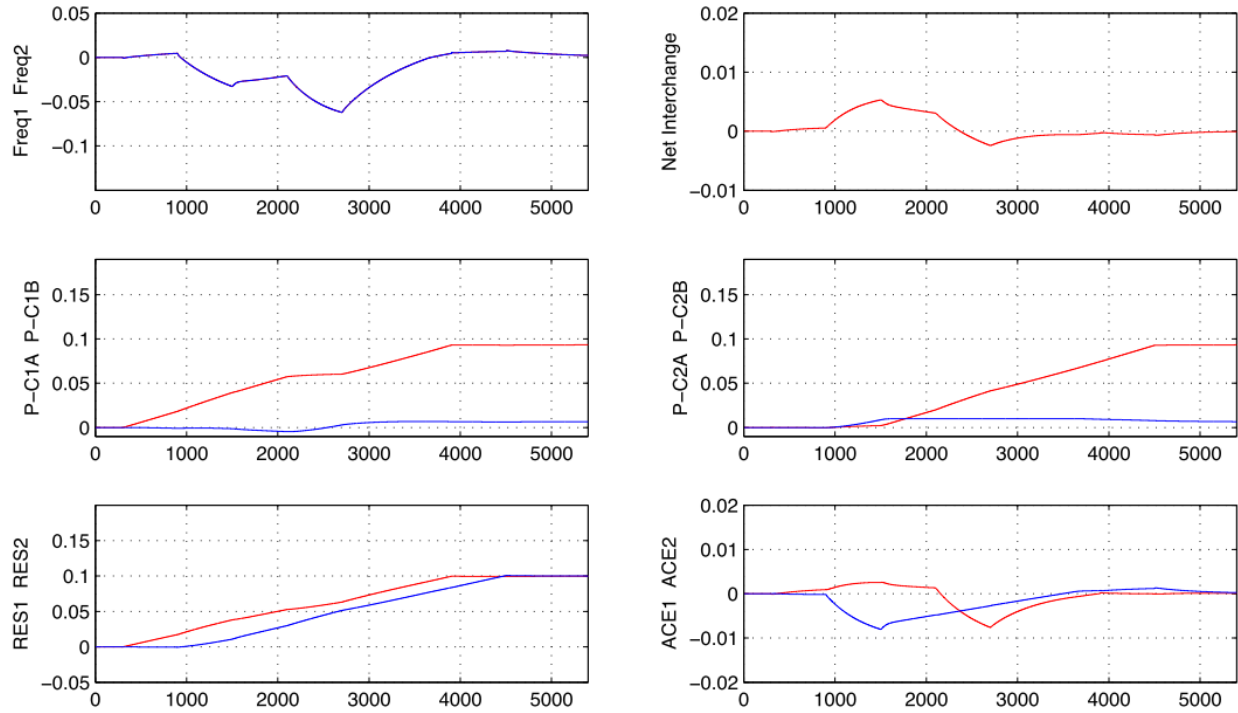 0.05
0
−0.05
−0.1
Freq1 Freq2
0 1000 2000 3000 4000 5000
0.02
0.01
0
−0.01
Net Interchange
0 1000 2000 3000 4000 5000
0.15
0.1
0.05
0
P−C1A P−C1B
0 1000 2000 3000 4000 5000
0.15
0.1
0.05
0
P−C2A P−C2B
0 1000 2000 3000 4000 5000
0.15
0.1
0.05
0
−0.05
RES1 RES2
0 1000 2000 3000 4000 5000
0.02
0.01
0
−0.01
−0.02
ACE1 ACE2
0 1000 2000 3000 4000 5000